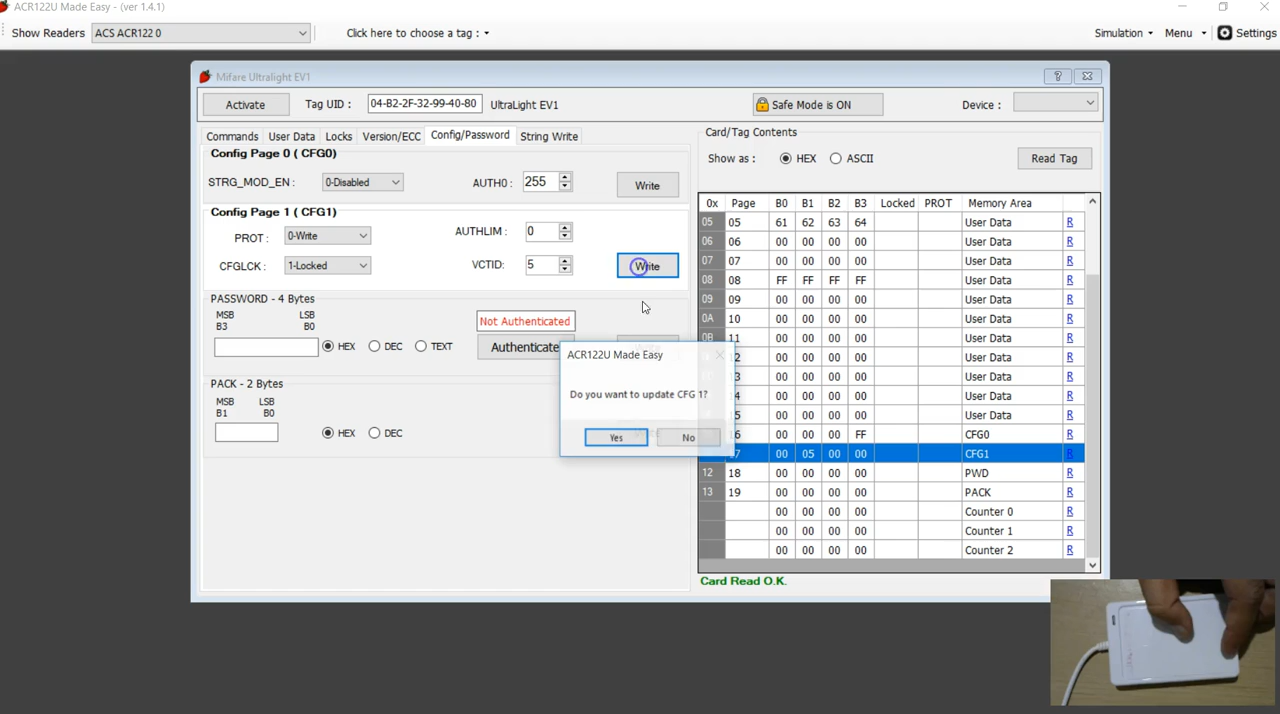 ACR122U Made Easy - (ver 1.4.1)
Show Readers ACS ACR122 0 Click here to choose a tag : Simulation Menu Settings
Mifare Ultralight EV1 ?
Activate Tag UID : 04-B2-2F-32-99-40-80 UltraLight EV1 Safe Mode is ON Device :
Commands User Data Locks Version/ECC Config/Password String Write
Config Page 0 ( CFG0)
STRG_MOD_EN : 0-Disabled AUTH0 : 255 Write
Config Page 1 ( CFG1)
PROT : 0-Write AUTHLIM : 0
CFGLCK : 1-Locked VCTID: 5 Write
PASSWORD - 4 Bytes
MSB LSB
B3 B0
Not Authenticated
HEX DEC TEXT Authenticate
PACK - 2 Bytes
MSB LSB
B1 B0
HEX DEC
ACR122U Made Easy
Do you want to update CFG 1?
Yes No
Card/Tag Contents
Show as : HEX ASCII Read Tag
0x Page B0 B1 B2 B3 Locked PROT Memory Area
05 05 61 62 63 64 User Data R
06 06 00 00 00 00 User Data R
07 07 00 00 00 00 User Data R
08 08 FF FF FF FF User Data R
09 09 00 00 00 00 User Data R
0A 10 00 00 00 00 User Data R
0B 11 00 00 00 00 User Data R
2 00 00 00 00 User Data R
3 00 00 00 00 User Data R
4 00 00 00 00 User Data R
5 00 00 00 00 User Data R
6 00 00 00 FF CFG0 R
7 00 05 00 00 CFG1 R
12 18 00 00 00 00 PWD R
13 19 00 00 00 00 PACK R
00 00 00 00 Counter 0 R
00 00 00 00 Counter 1 R
00 00 00 00 Counter 2 R
Card Read O.K.